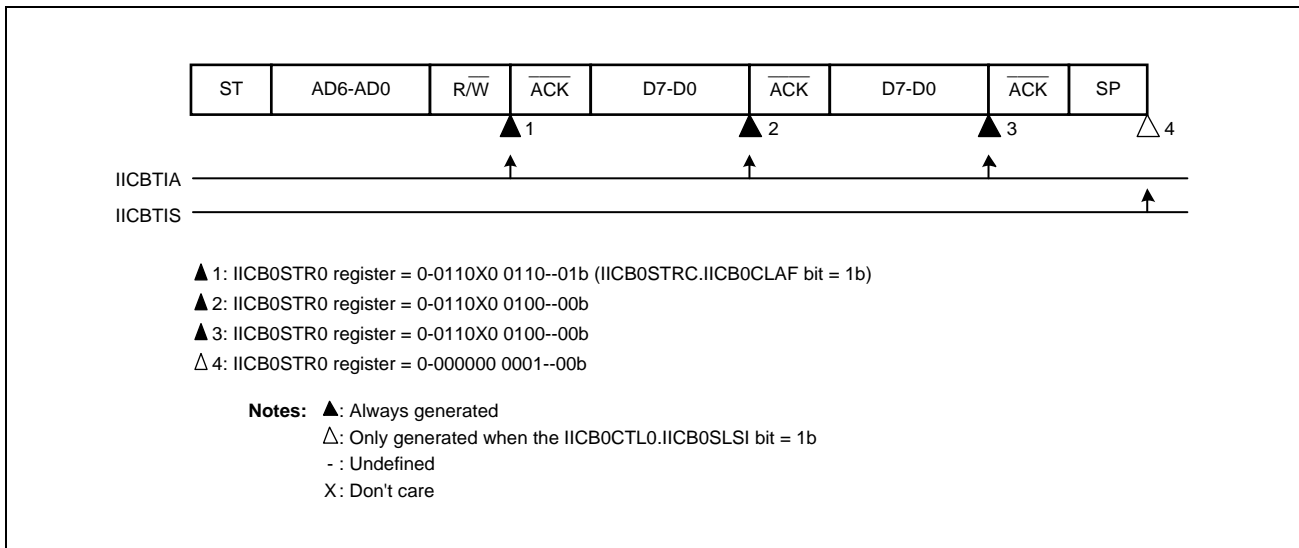 ST AD6-AD0 R/W̅ A̅C̅K̅ D7-D0 A̅C̅K̅ D7-D0 A̅C̅K̅ SP
▲ 1 ▲ 2 ▲ 3 △ 4
IICBTIA
IICBTIS
▲ 1: IICB0STR0 register = 0-0110X0 0110--01b (IICB0STRC.IICB0CLAF bit = 1b)
▲ 2: IICB0STR0 register = 0-0110X0 0100--00b
▲ 3: IICB0STR0 register = 0-0110X0 0100--00b
△ 4: IICB0STR0 register = 0-000000 0001--00b
Notes: ▲: Always generated
△: Only generated when the IICB0CTL0.IICB0SLSI bit = 1b
- : Undefined
X: Don't care